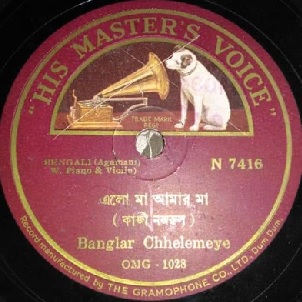 "HIS MASTER'S VOICE"
TRADE MARK
REGD.
BENGALI (Agamani)
W. Piano & Violin)
N 7416
এলো মা আমার মা
( কাজী নজরুল )
Banglar Chhelemeye
OMG - 1028
Record manufactured by THE GRAMOPHONE CO., LTD. Dum Dum.